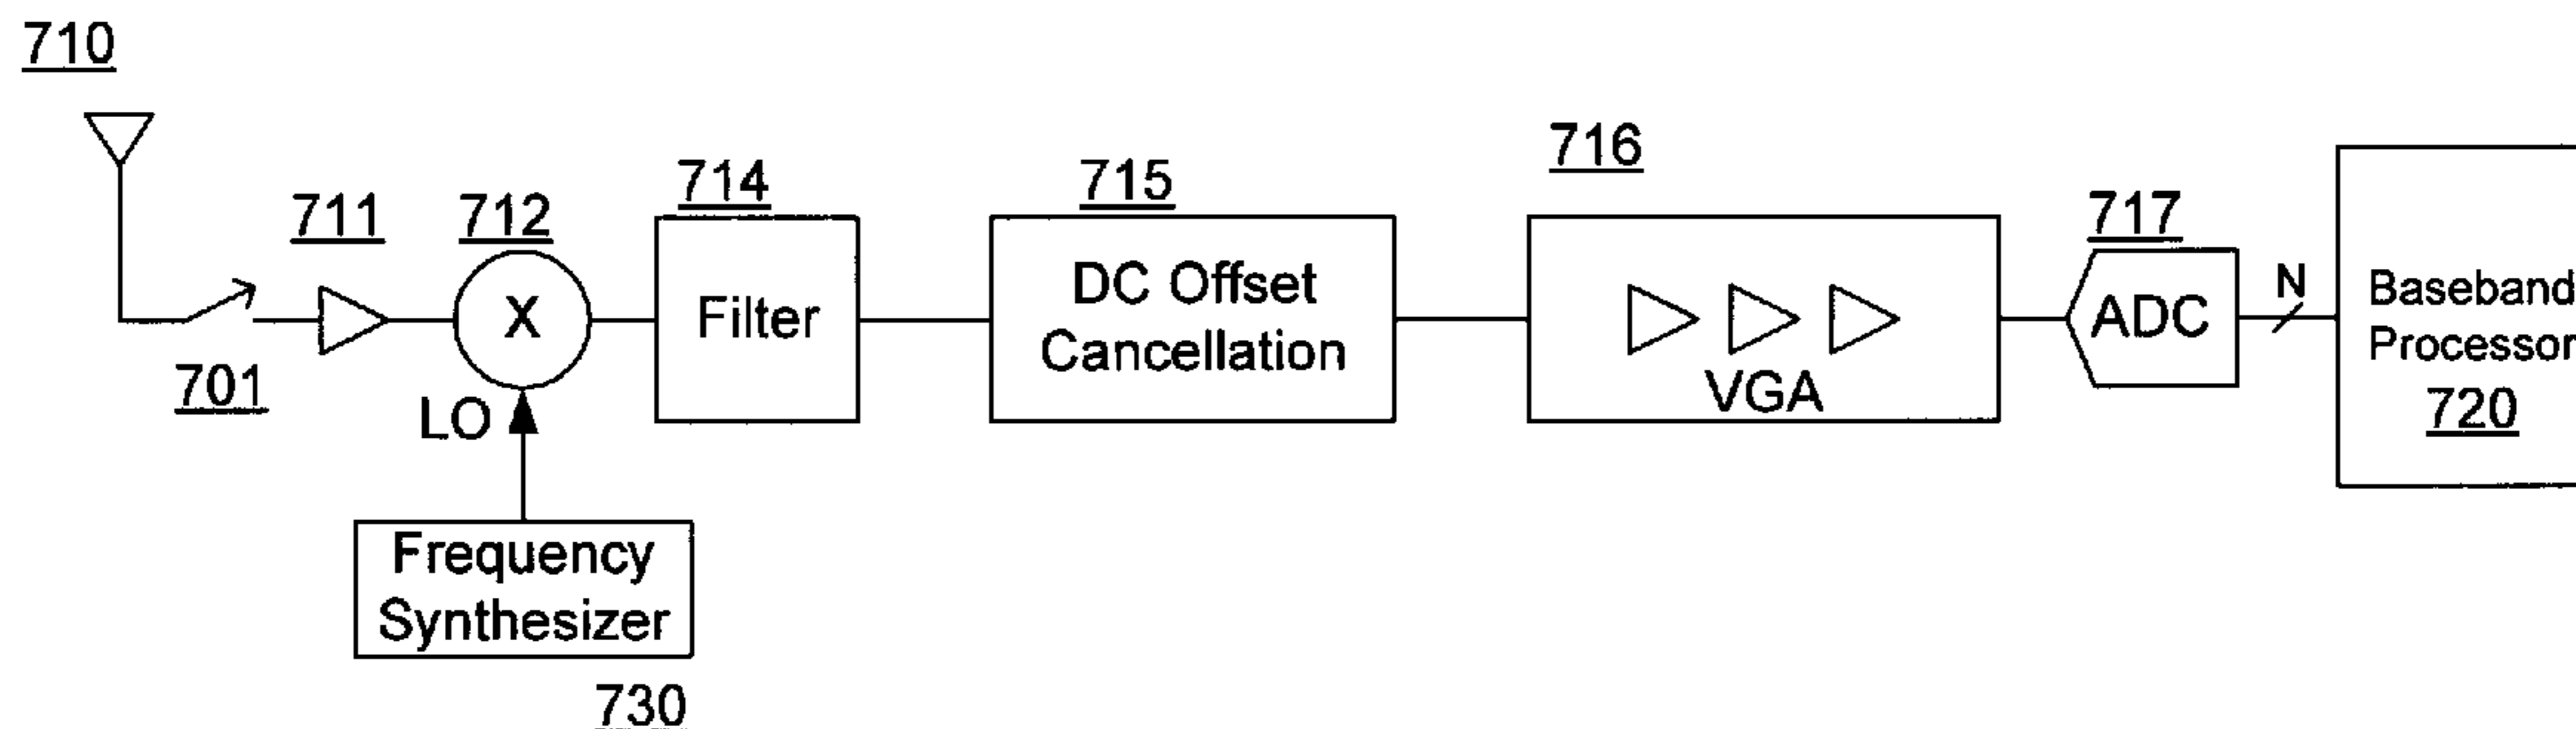 710
716
714
715
711
712
717
DC Offset
Cancellation
Filter
X
VGA
ADC
N
Baseband
Processor
720
701
LO
Frequency
Synthesizer
730